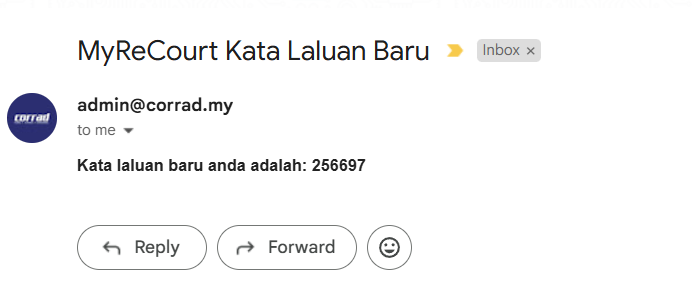 MyReCourt Kata Laluan Baru Inbox ×
corrad
admin@corrad.my
to me
Kata laluan baru anda adalah: 256697
Reply Forward